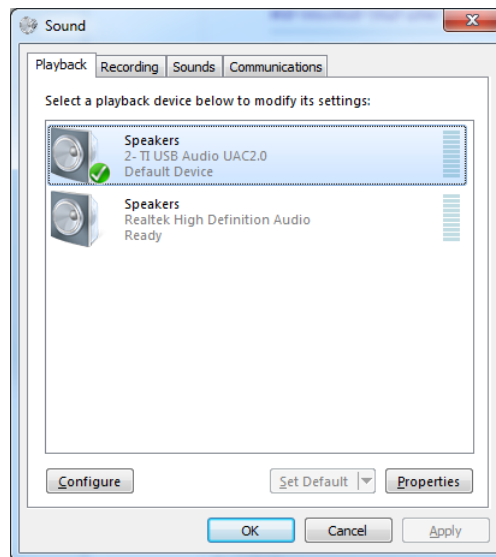 Sound
Playback Recording Sounds Communications
Select a playback device below to modify its settings:
Speakers
2- TI USB Audio UAC2.0
Default Device
Speakers
Realtek High Definition Audio
Ready
Configure Set Default Properties
OK Cancel Apply